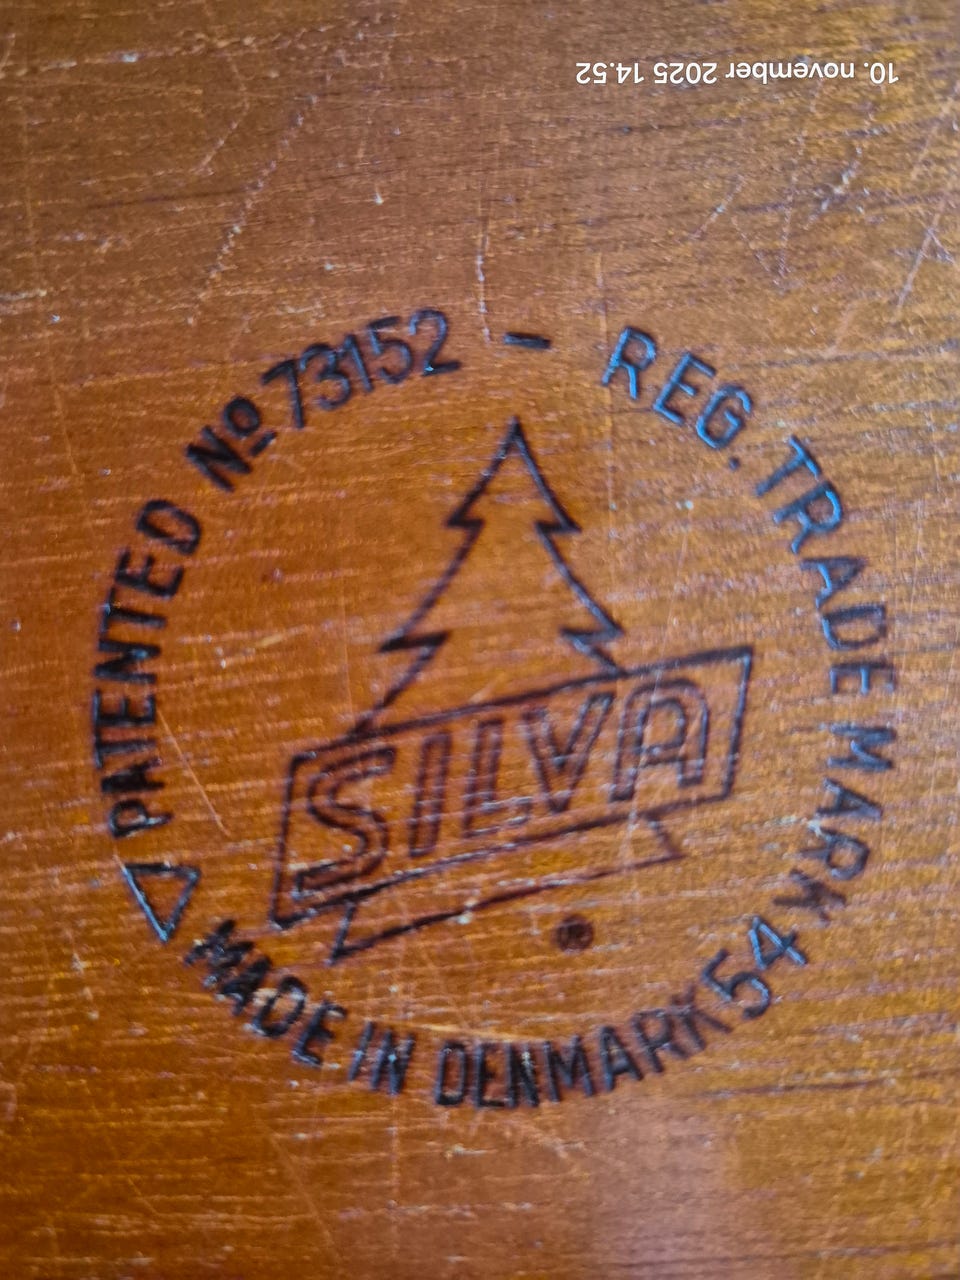 10. november 2025 14.52
PATENTED No 73152 - REG. TRADE MARK 54
SILVA
MADE IN DENMARK